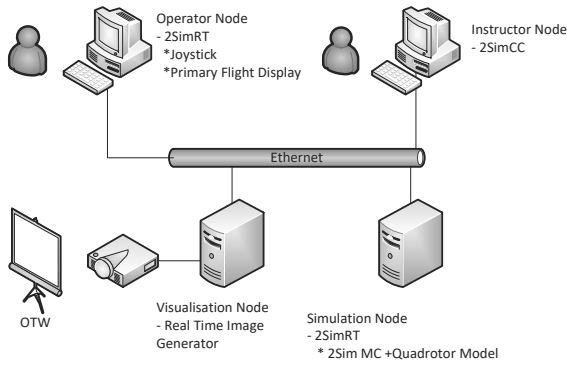 Operator Node
- 2SimRT
*Joystick
*Primary Flight Display
Instructor Node
- 2SimCC
Ethernet
OTW
Visualisation Node
- Real Time Image
Generator
Simulation Node
- 2SimRT
* 2Sim MC +Quadrotor Model